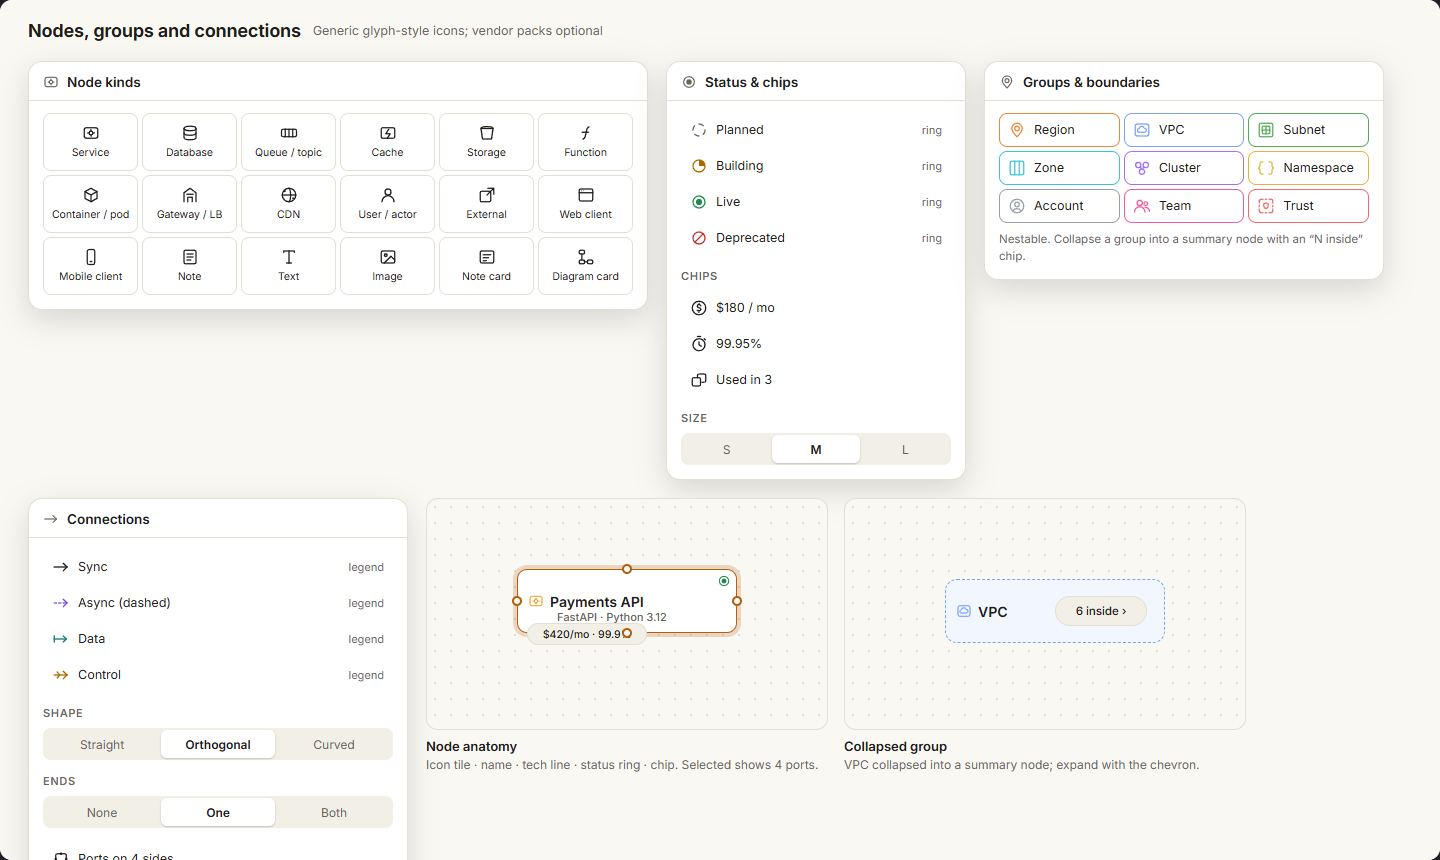 Nodes, groups and connections
Generic glyph-style icons; vendor packs optional
Node kinds
Service
Database
Queue / topic
Cache
Storage
Function
Container / pod
Gateway / LB
CDN
User / actor
External
Web client
Mobile client
Note
Text
Image
Note card
Diagram card
Status & chips
Planned
ring
Building
ring
Live
ring
Deprecated
ring
CHIPS
$180 / mo
99.95%
Used in 3
SIZE
S
M
L
Groups & boundaries
Region
VPC
Subnet
Zone
Cluster
Namespace
Account
Team
Trust
Nestable. Collapse a group into a summary node with an “N inside”
chip.
Connections
Sync
legend
Async (dashed)
legend
Data
legend
Control
legend
SHAPE
Straight
Orthogonal
Curved
ENDS
None
One
Both
Ports on 4 sides
Payments API
FastAPI · Python 3.12
$420/mo · 99.9
Node anatomy
Icon tile · name · tech line · status ring · chip. Selected shows 4 ports.
VPC
6 inside ›
Collapsed group
VPC collapsed into a summary node; expand with the chevron.